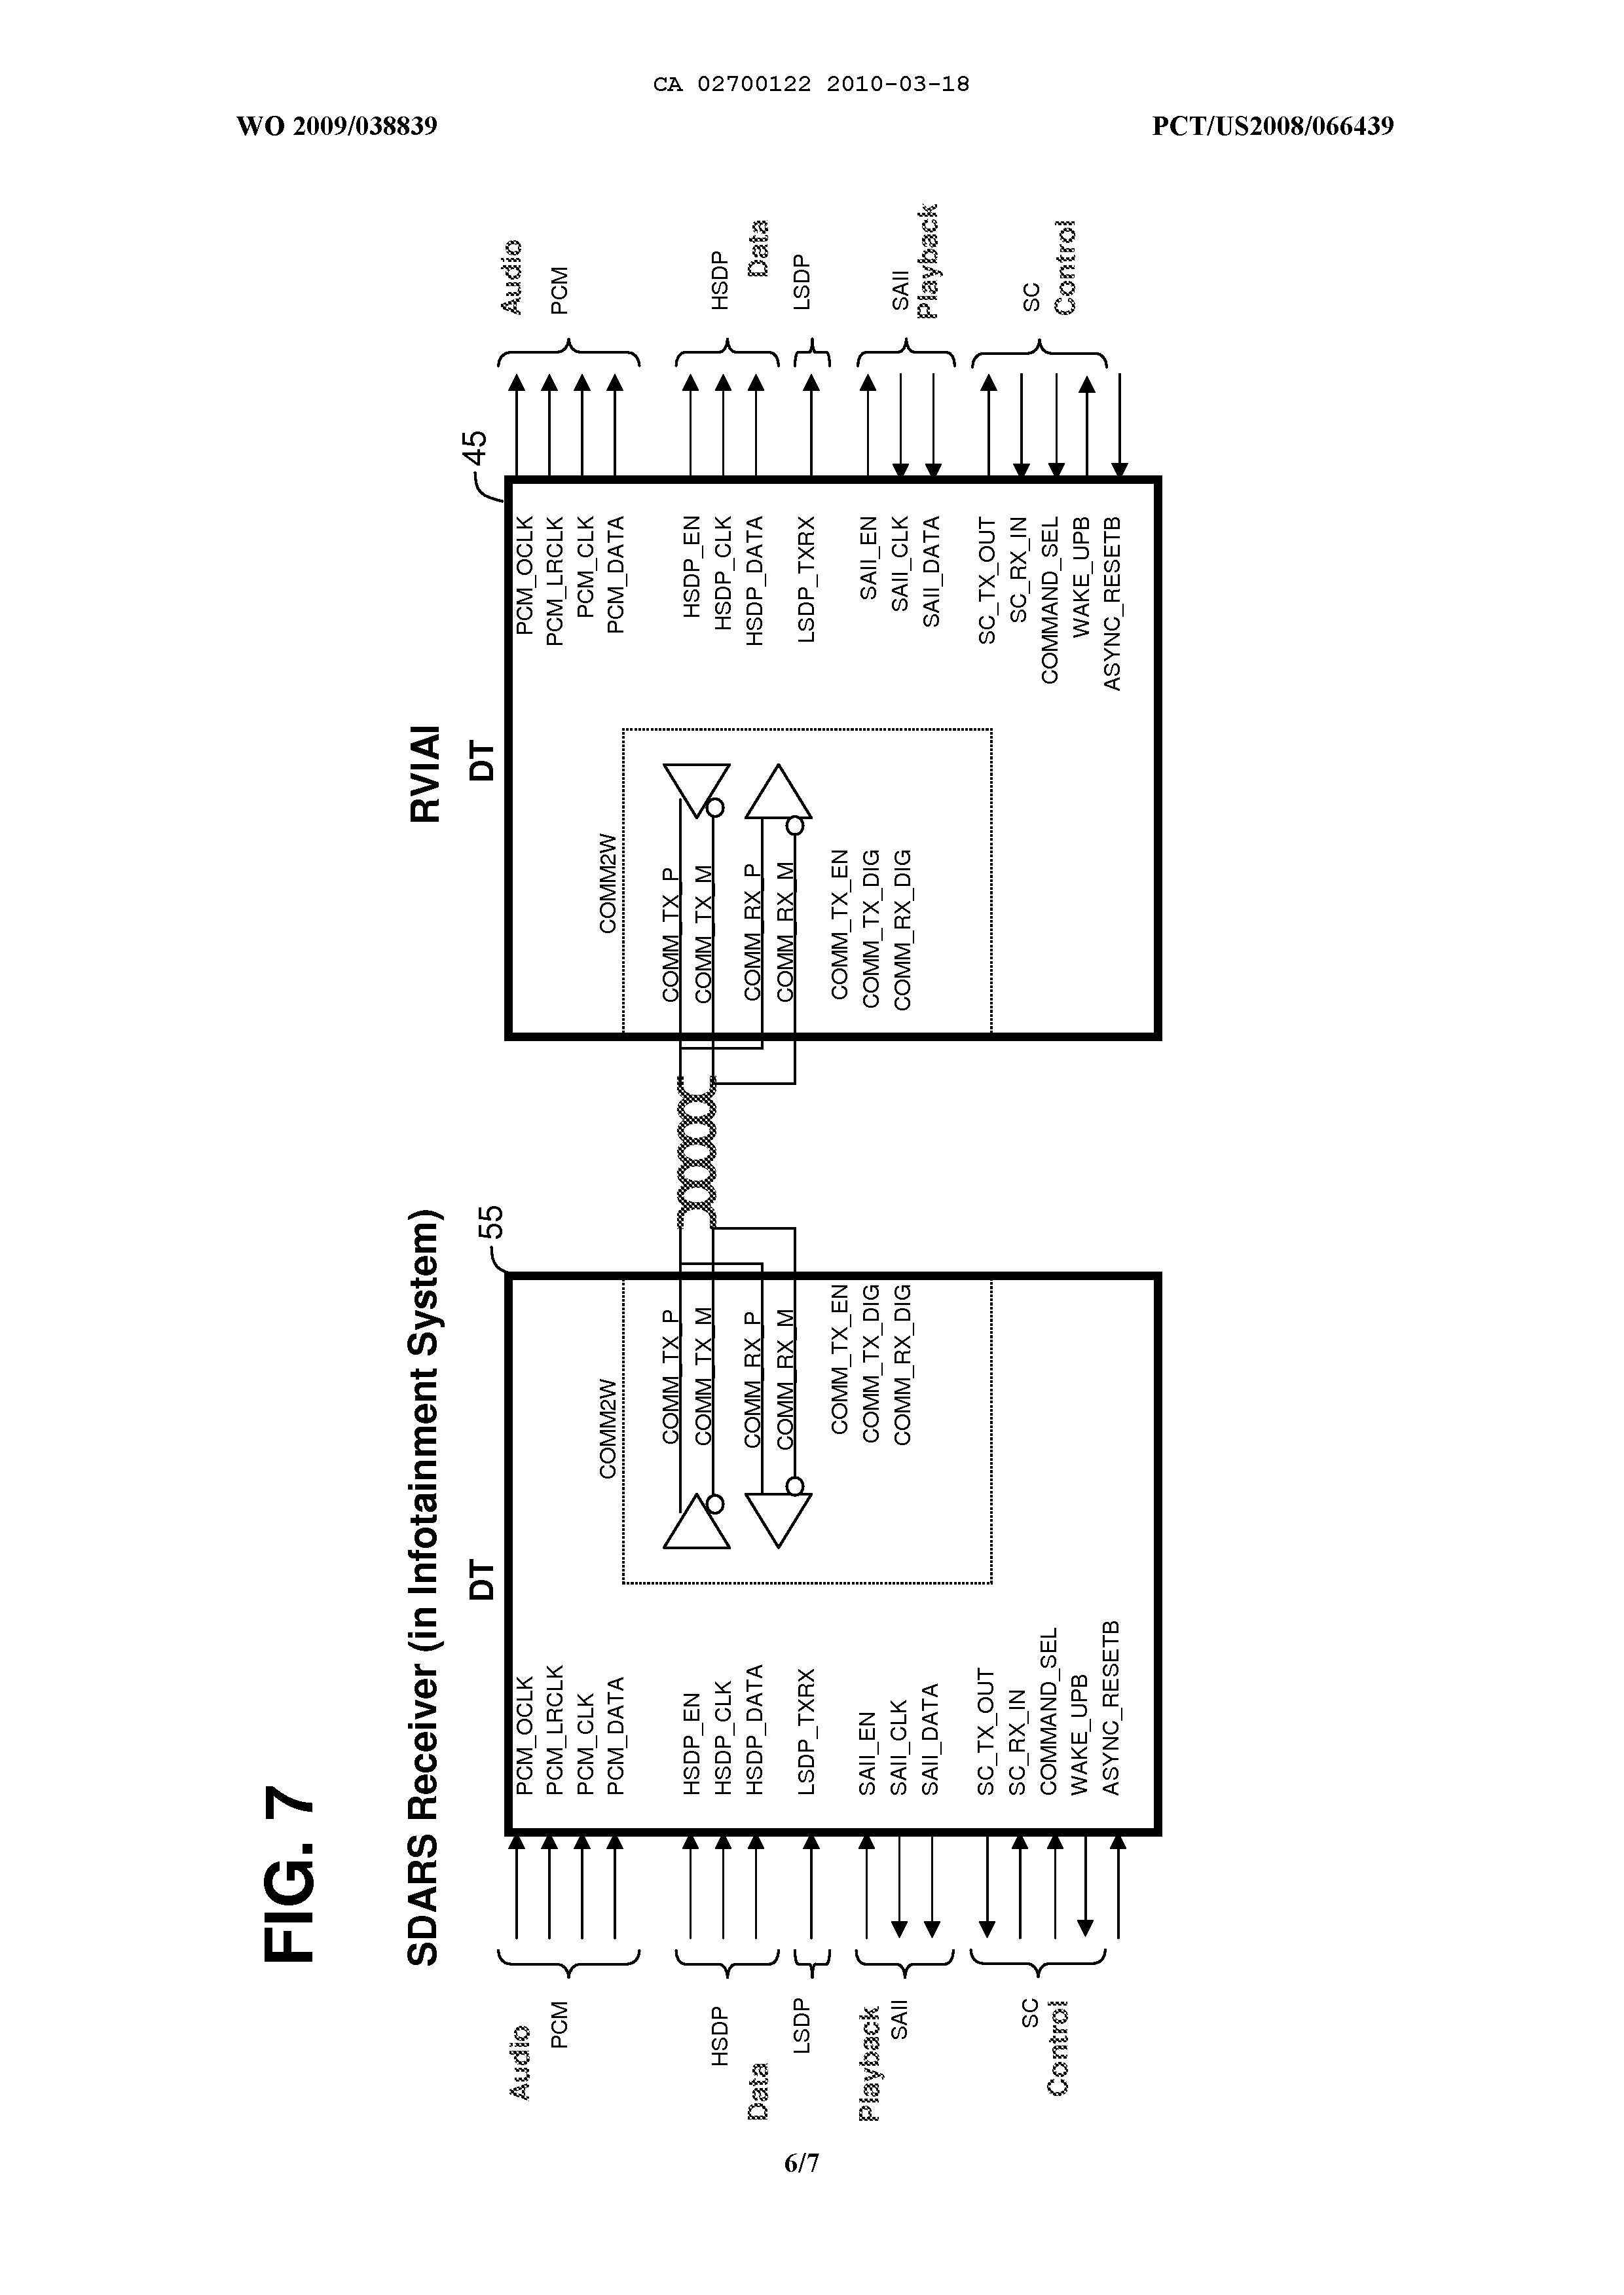 CA 02700122 2010-03-18
WO 2009/038839
PCT/US2008/066439
FIG. 7
SDARS Receiver (in Infotainment System)
DT
55
Audio
PCM
HSDP
Data
LSDP
Playback
SAII
SC
Control
PCM_OCLK
PCM_LRCLK
PCM_CLK
PCM_DATA
HSDP_EN
HSDP_CLK
HSDP_DATA
LSDP_TXRX
SAII_EN
SAII_CLK
SAII_DATA
SC_TX_OUT
SC_RX_IN
COMMAND_SEL
WAKE_UPB
ASYNC_RESETB
COMM2W
COMM_TX_P
COMM_TX_M
COMM_RX_P
COMM_RX_M
COMM_TX_EN
COMM_TX_DIG
COMM_RX_DIG
RVIAI
DT
45
COMM2W
COMM_TX_P
COMM_TX_M
COMM_RX_P
COMM_RX_M
COMM_TX_EN
COMM_TX_DIG
COMM_RX_DIG
PCM_OCLK
PCM_LRCLK
PCM_CLK
PCM_DATA
HSDP_EN
HSDP_CLK
HSDP_DATA
LSDP_TXRX
SAII_EN
SAII_CLK
SAII_DATA
SC_TX_OUT
SC_RX_IN
COMMAND_SEL
WAKE_UPB
ASYNC_RESETB
Audio
PCM
HSDP
Data
LSDP
SAII
Playback
SC
Control
6/7